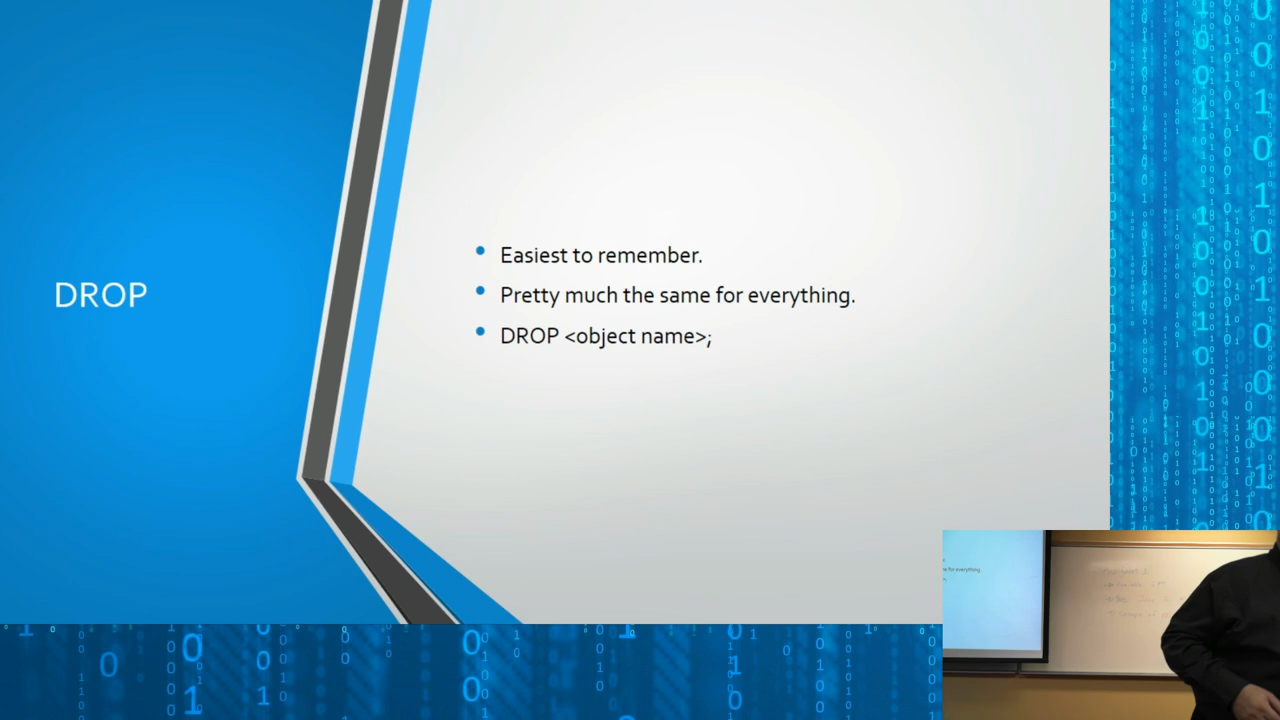 DROP
Easiest to remember.
Pretty much the same for everything.
DROP <object name>;